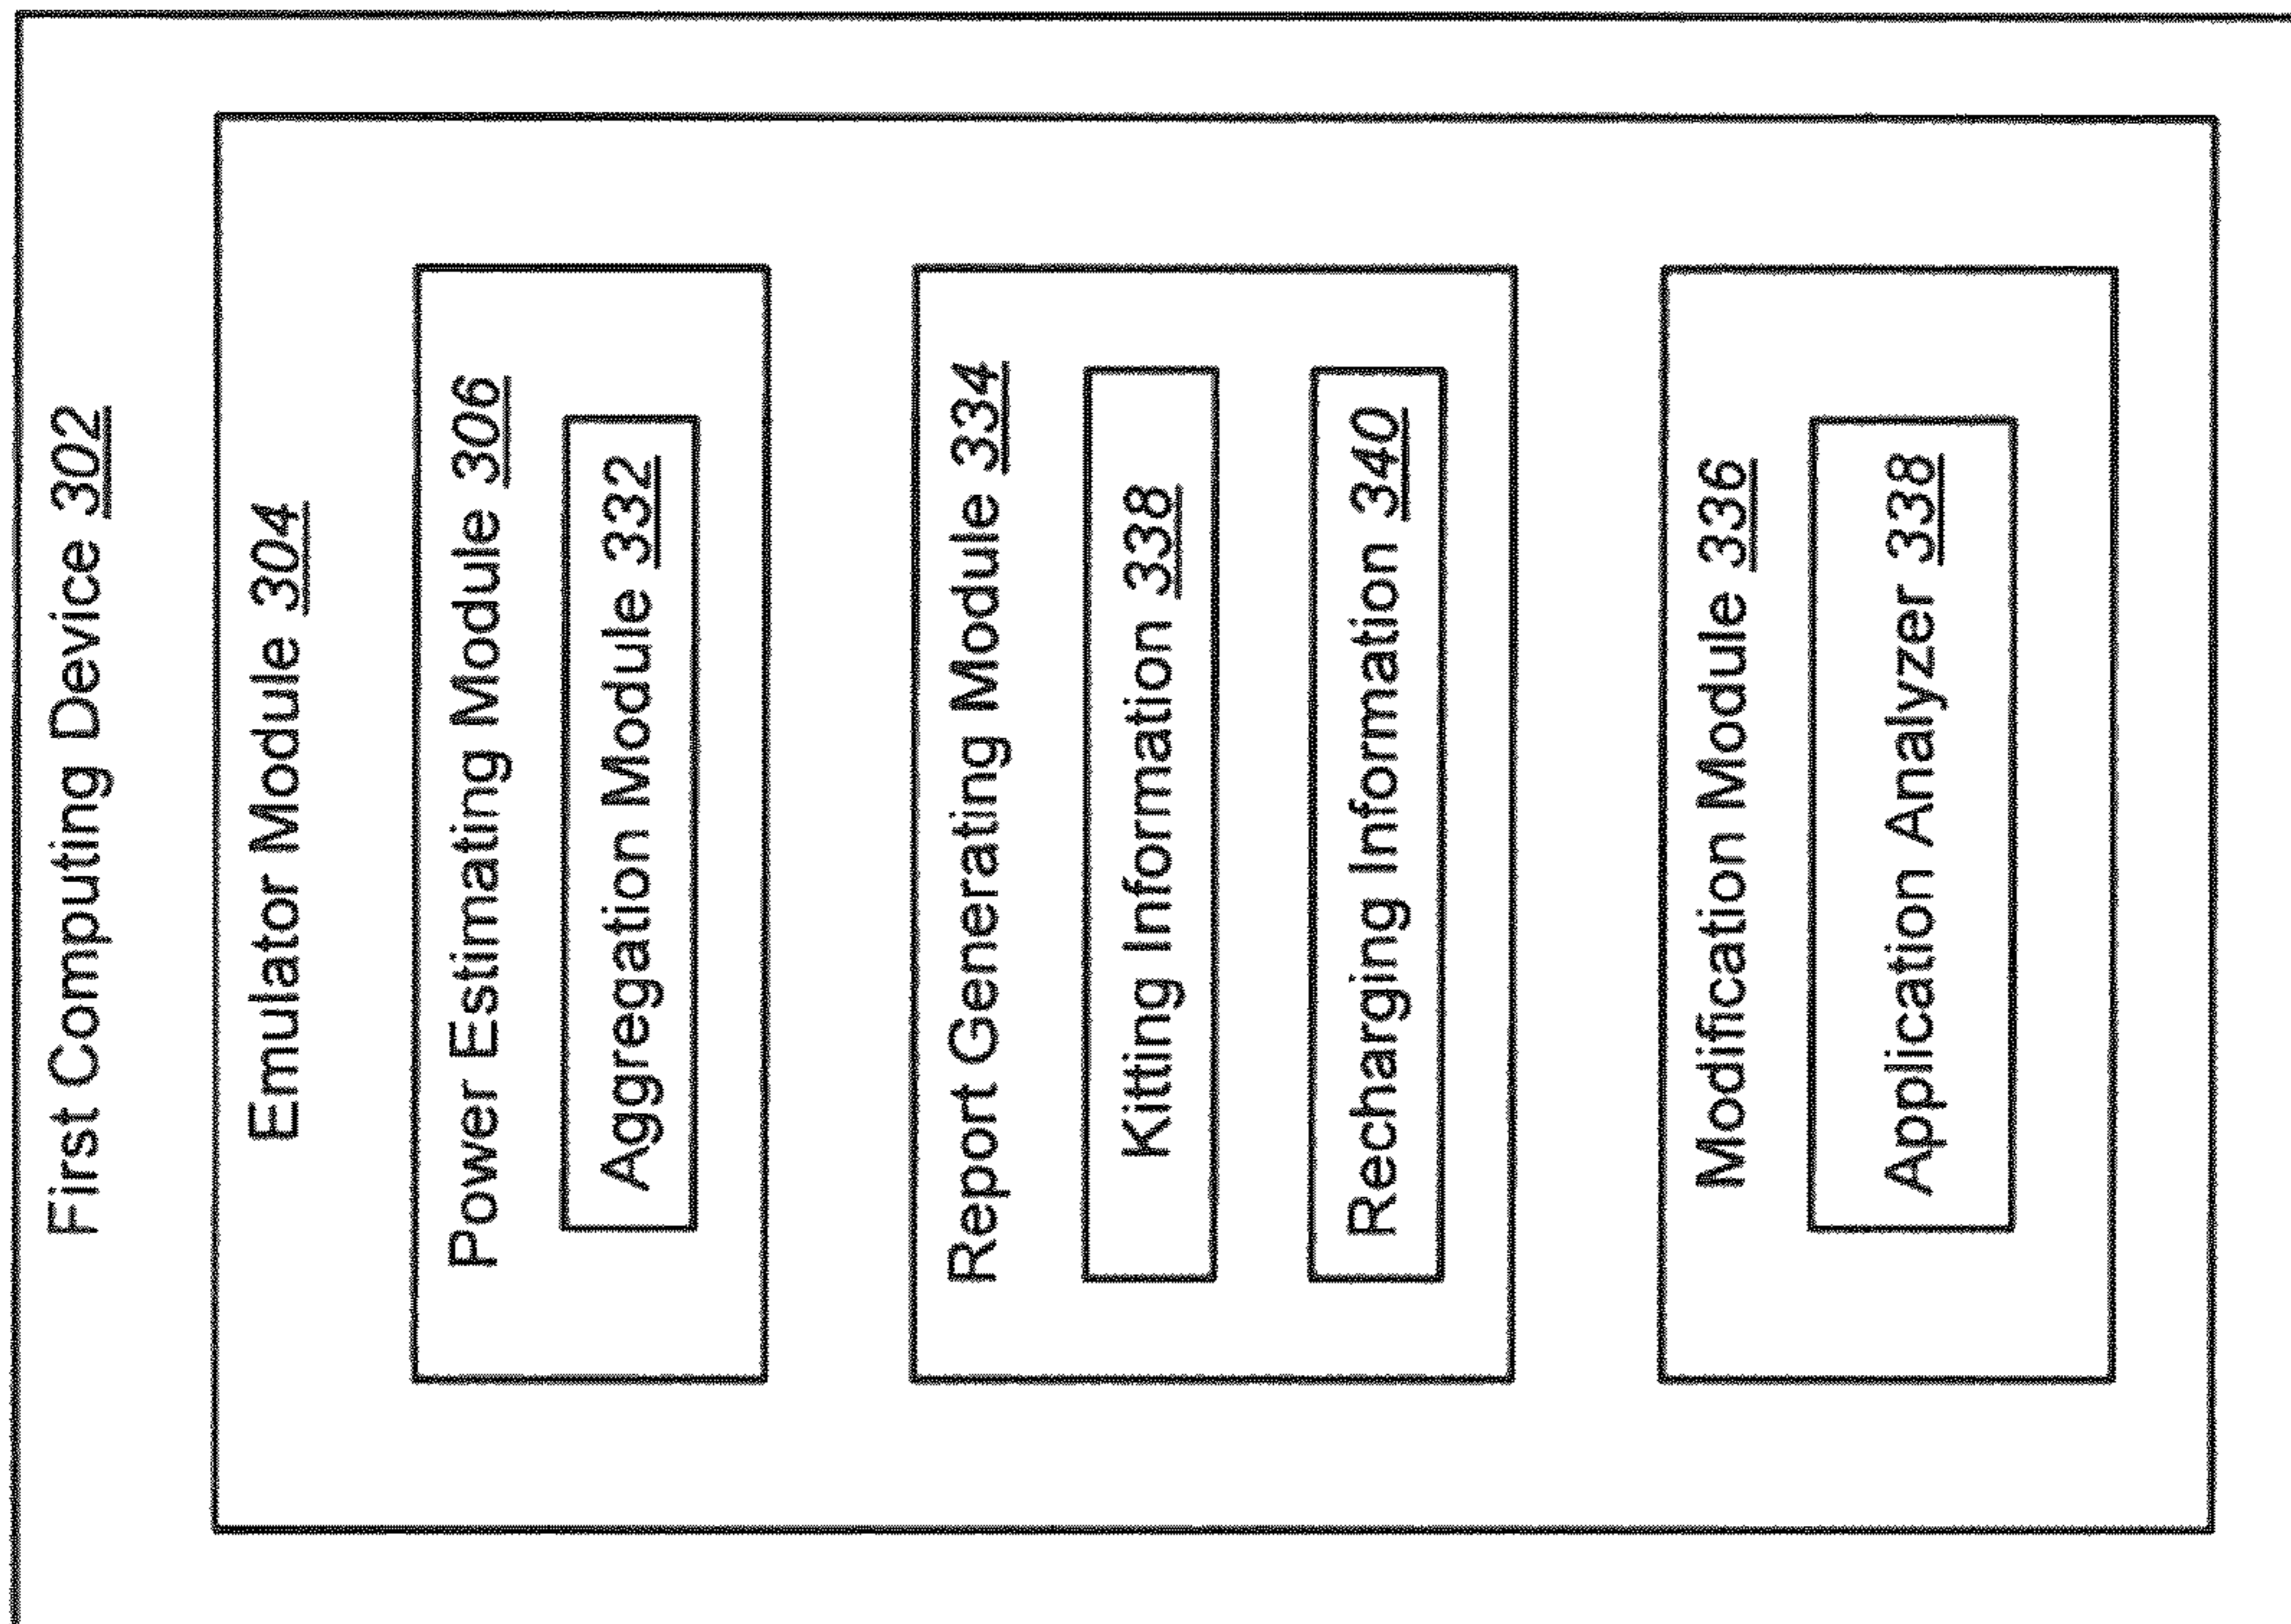 First Computing Device 302
Emulator Module 304
Power Estimating Module 306
Aggregation Module 332
Report Generating Module 334
Kitting Information 338
Recharging Information 340
Modification Module 336
Application Analyzer 338